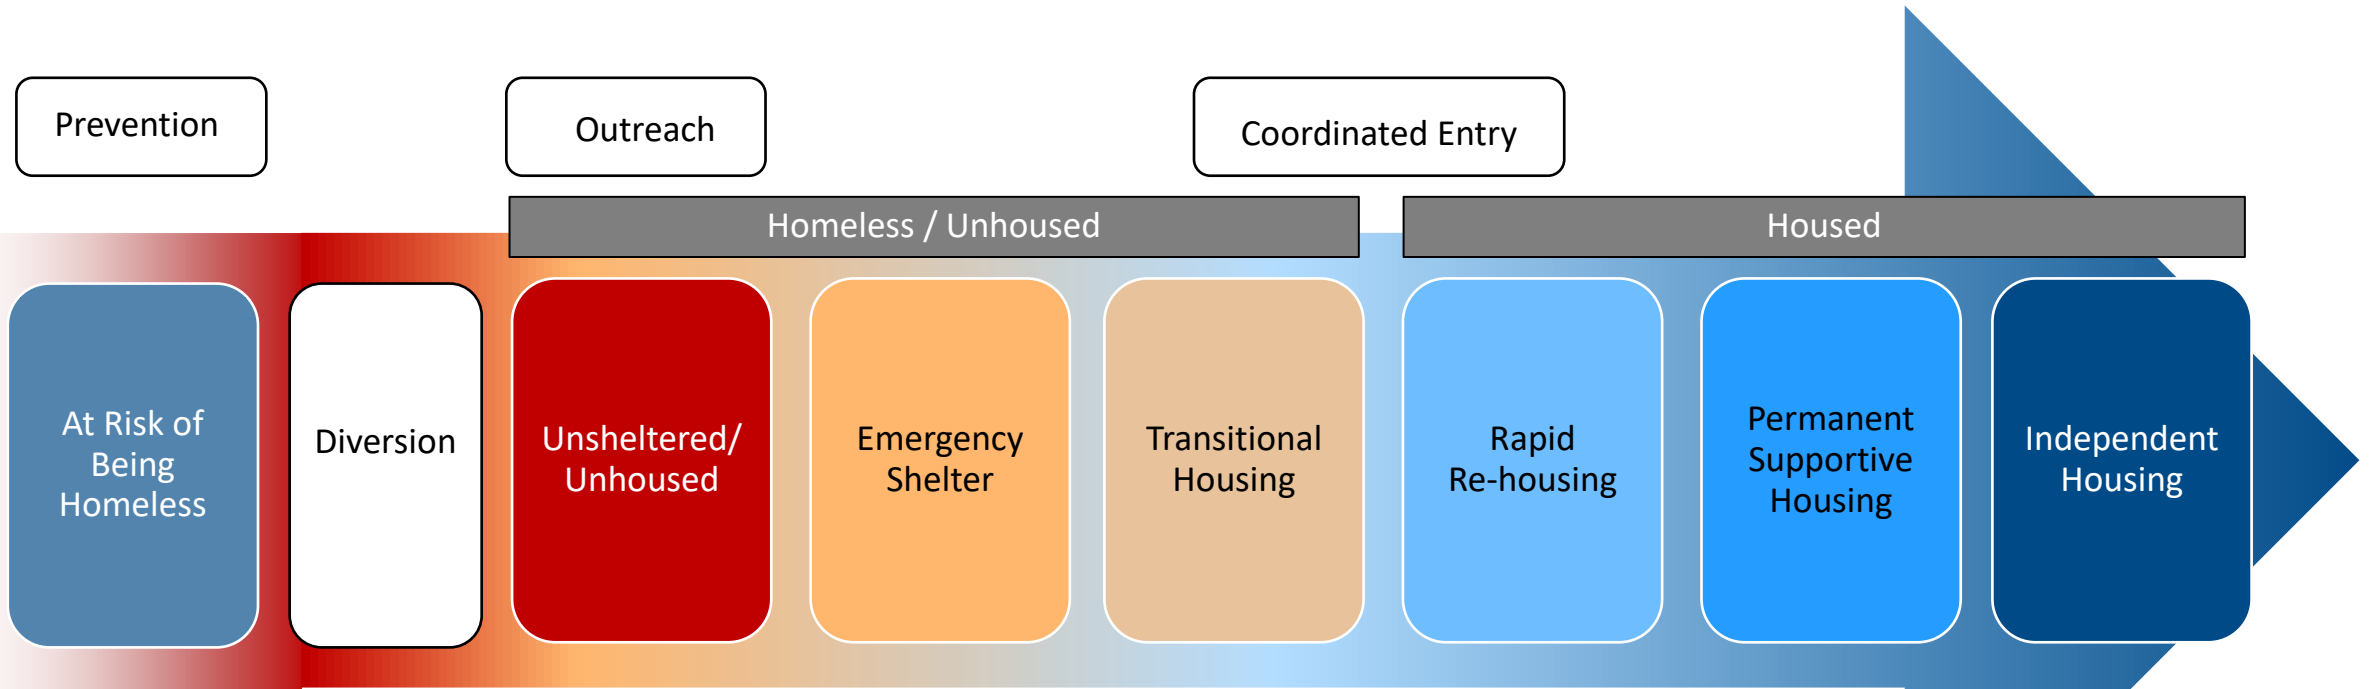 Prevention
Outreach
Coordinated Entry
Homeless / Unhoused
Housed
At Risk of
Being
Homeless
Diversion
Unsheltered/
Unhoused
Emergency
Shelter
Transitional
Housing
Rapid
Re-housing
Permanent
Supportive
Housing
Independent
Housing